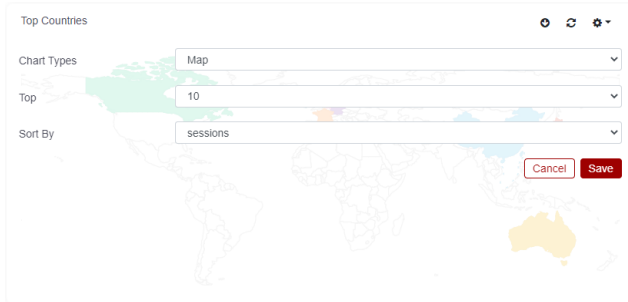 Top Countries
Chart Types
Map
Top
10
Sort By
sessions
Cancel
Save